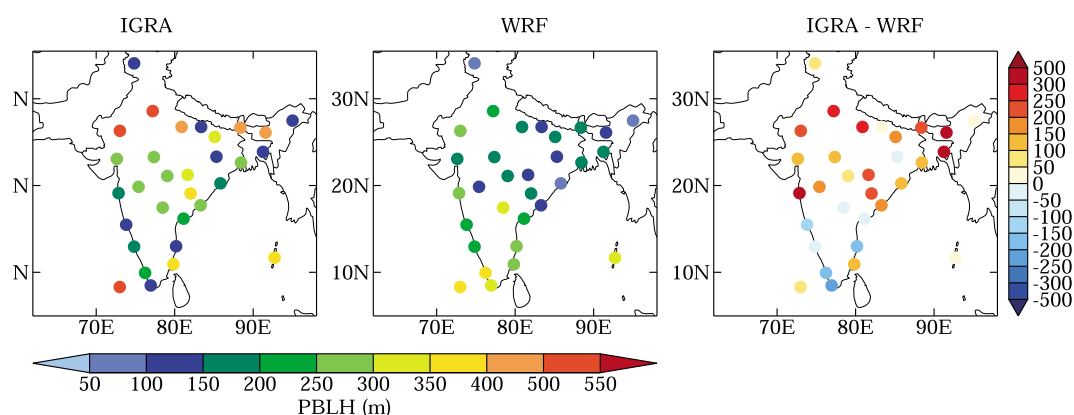 IGRA WRF IGRA - WRF
N 30N 30N 500
300
250
200
150
100
50
0
-50
-100
-150
-200
-250
-300
-500
N 20N 20N
N 10N 10N
70E 80E 90E 70E 80E 90E 70E 80E 90E
50 100 150 200 250 300 350 400 500 550
PBLH (m)